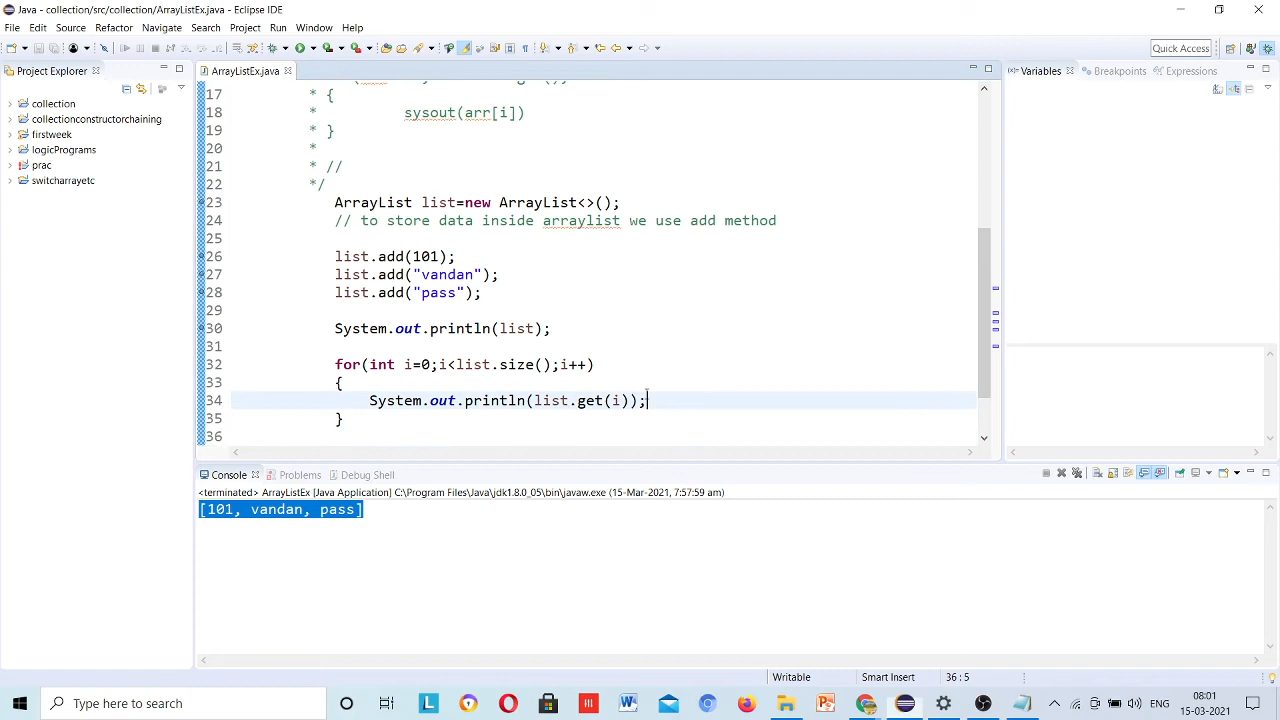 Java - collection/src/collection/ArrayListEx.java - Eclipse IDE
File Edit Source Refactor Navigate Search Project Run Window Help
Quick Access
Project Explorer
ArrayListEx.java
Variables Breakpoints Expressions
collection
collectionconstructorchaining
firstweek
logicPrograms
prac
switcharrayetc
17 * {
18 sysout(arr[i])
19 * }
20 *
21 * //
22 */
23 ArrayList list=new ArrayList<>();
24 // to store data inside arraylist we use add method
25
26 list.add(101);
27 list.add("vandan");
28 list.add("pass");
29
30 System.out.println(list);
31
32 for(int i=0;i<list.size();i++)
33 {
34 System.out.println(list.get(i));
35 }
36
Console Problems Debug Shell
<terminated> ArrayListEx [Java Application] C:\Program Files\Java\jdk1.8.0_05\bin\javaw.exe (15-Mar-2021, 7:57:59 am)
[101, vandan, pass]
Writable Smart Insert 36 : 5
Type here to search
ENG
08:01
15-03-2021